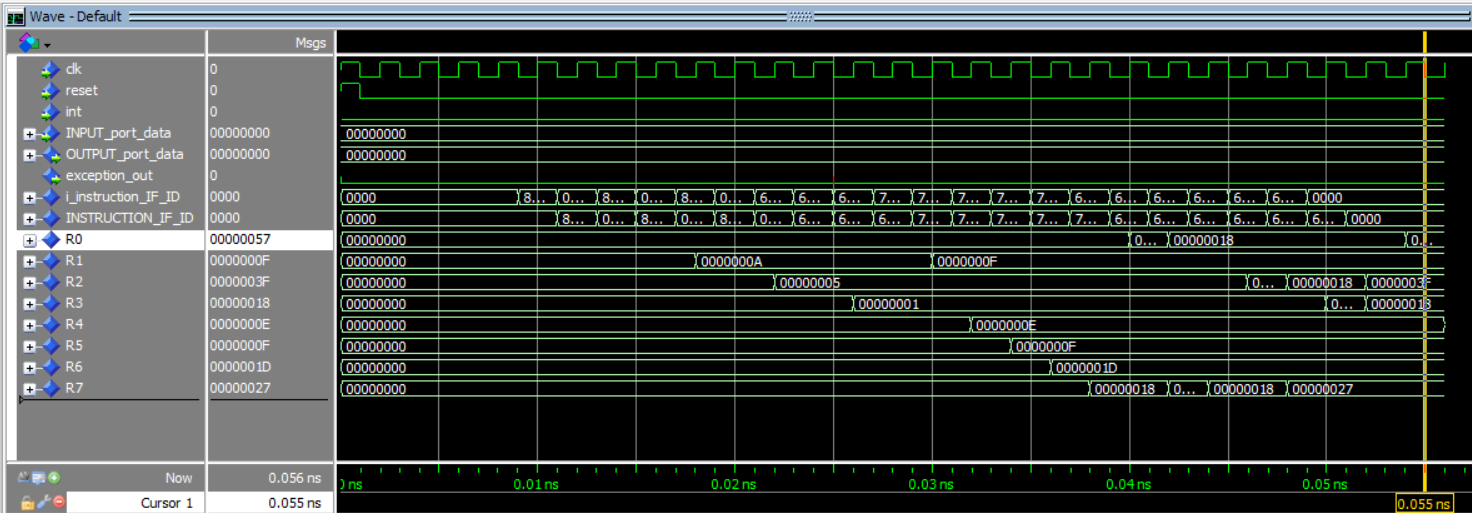 Wave - Default
Msgs
clk 0
reset 0
int 0
INPUT_port_data 00000000 00000000
OUTPUT_port_data 00000000 00000000
exception_out 0
i_instruction_IF_ID 0000 0000 8... 0... 8... 0... 8... 0... 6... 6... 6... 7... 7... 7... 7... 7... 6... 6... 6... 6... 6... 0000
INSTRUCTION_IF_ID 0000 0000 8... 0... 8... 0... 8... 0... 6... 6... 6... 7... 7... 7... 7... 7... 6... 6... 6... 6... 6... 0000
R0 00000057 00000000 0... 00000018 0...
R1 0000000F 00000000 0000000A 0000000F
R2 0000003F 00000000 00000005 0... 00000018 0000003F
R3 00000018 00000000 00000001 0... 00000018
R4 0000000E 00000000 0000000E
R5 0000000F 00000000 0000000F
R6 0000001D 00000000 0000001D
R7 00000027 00000000 00000018 0... 00000018 00000027
Now 0.056 ns
ns 0.01 ns 0.02 ns 0.03 ns 0.04 ns 0.05 ns
Cursor 1 0.055 ns 0.055 ns